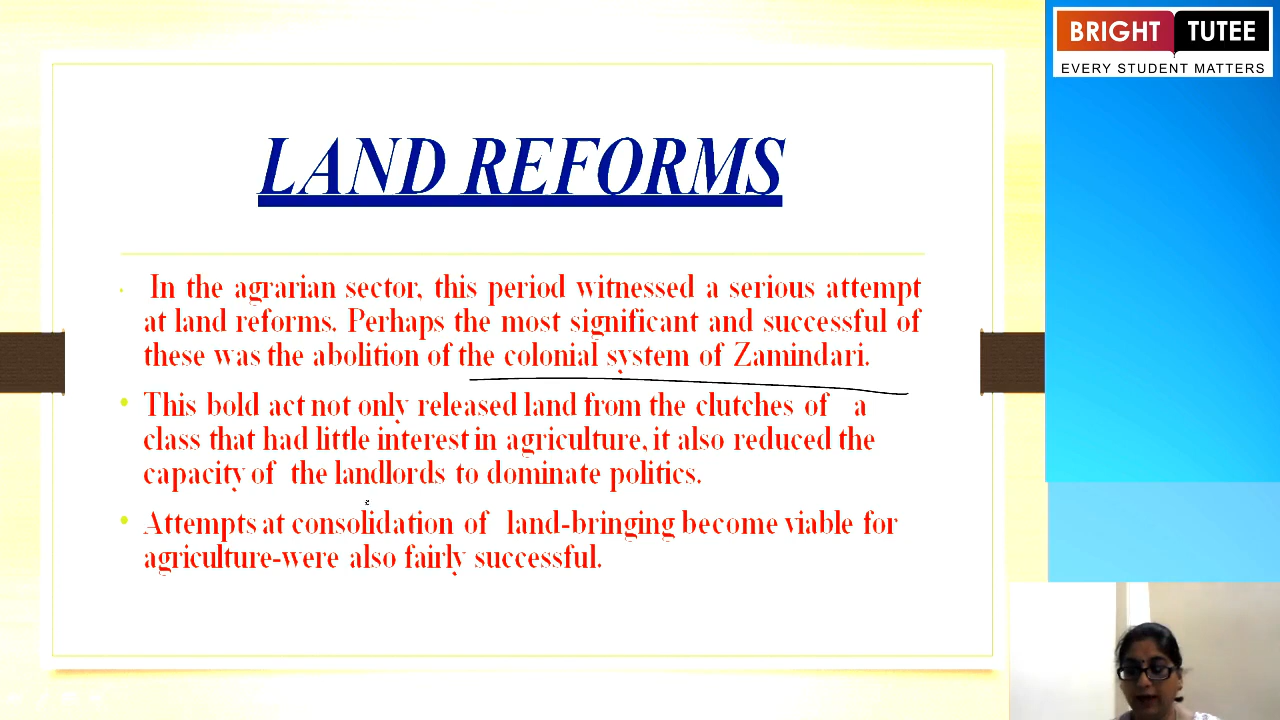 BRIGHT TUTEE
EVERY STUDENT MATTERS
LAND REFORMS
In the agrarian sector, this period witnessed a serious attempt
at land reforms. Perhaps the most significant and successful of
these was the abolition of the colonial system of Zamindari.
This bold act not only released land from the clutches of a
class that had little interest in agriculture, it also reduced the
capacity of the landlords to dominate politics.
Attempts at consolidation of land-bringing become viable for
agriculture-were also fairly successful.